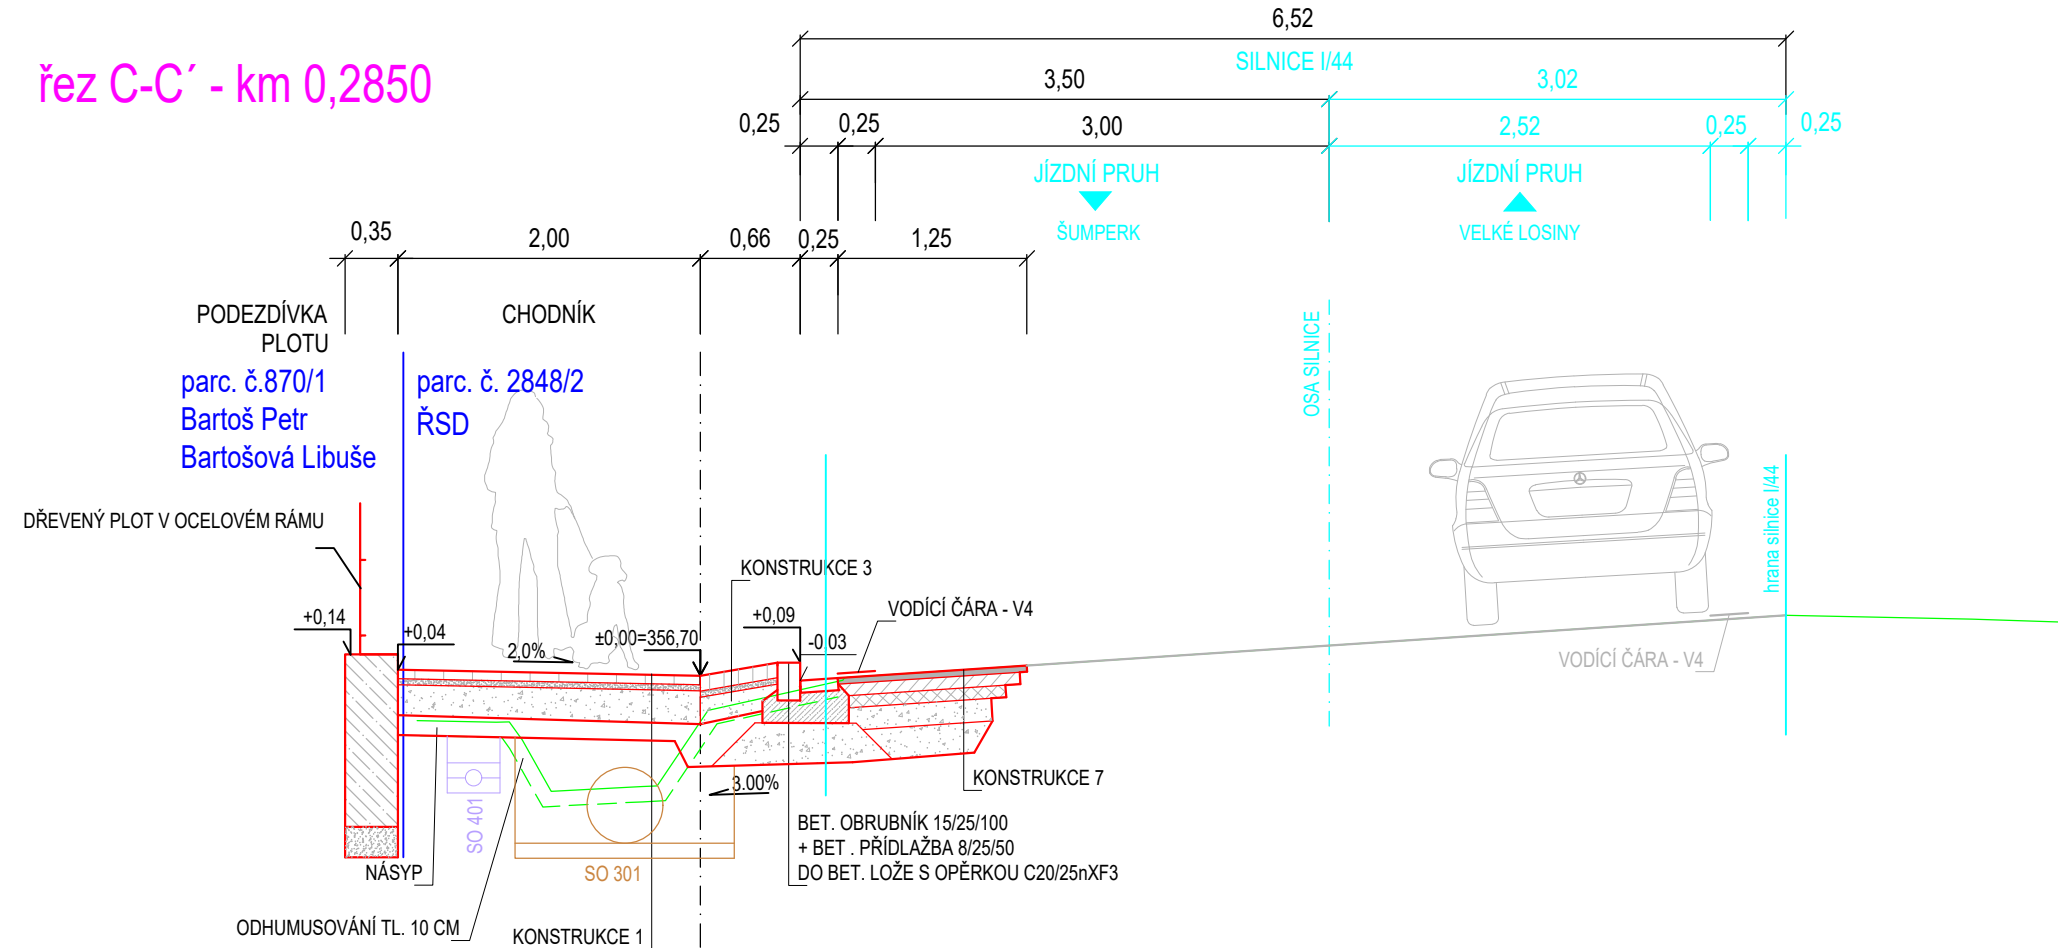 řez C-C´ - km 0,2850
6,52
SILNICE I/44
3,50
3,02
0,25
0,25
3,00
2,52
0,25
0,25
JÍZDNÍ PRUH
JÍZDNÍ PRUH
ŠUMPERK
VELKÉ LOSINY
0,35
2,00
0,66
0,25
1,25
PODEZDÍVKA
PLOTU
CHODNÍK
OSA SILNICE
parc. č.870/1
Bartoš Petr
Bartošová Libuše
parc. č. 2848/2
ŘSD
hrana silnice I/44
DŘEVENÝ PLOT V OCELOVÉM RÁMU
KONSTRUKCE 3
+0,14
+0,04
2,0%
±0,00=356,70
+0,09
-0,03
VODÍCÍ ČÁRA - V4
VODÍCÍ ČÁRA - V4
3.00%
KONSTRUKCE 7
SO 401
SO 301
BET. OBRUBNÍK 15/25/100
+ BET . PŘÍDLAŽBA 8/25/50
DO BET. LOŽE S OPĚRKOU C20/25nXF3
NÁSYP
ODHUMUSOVÁNÍ TL. 10 CM
KONSTRUKCE 1